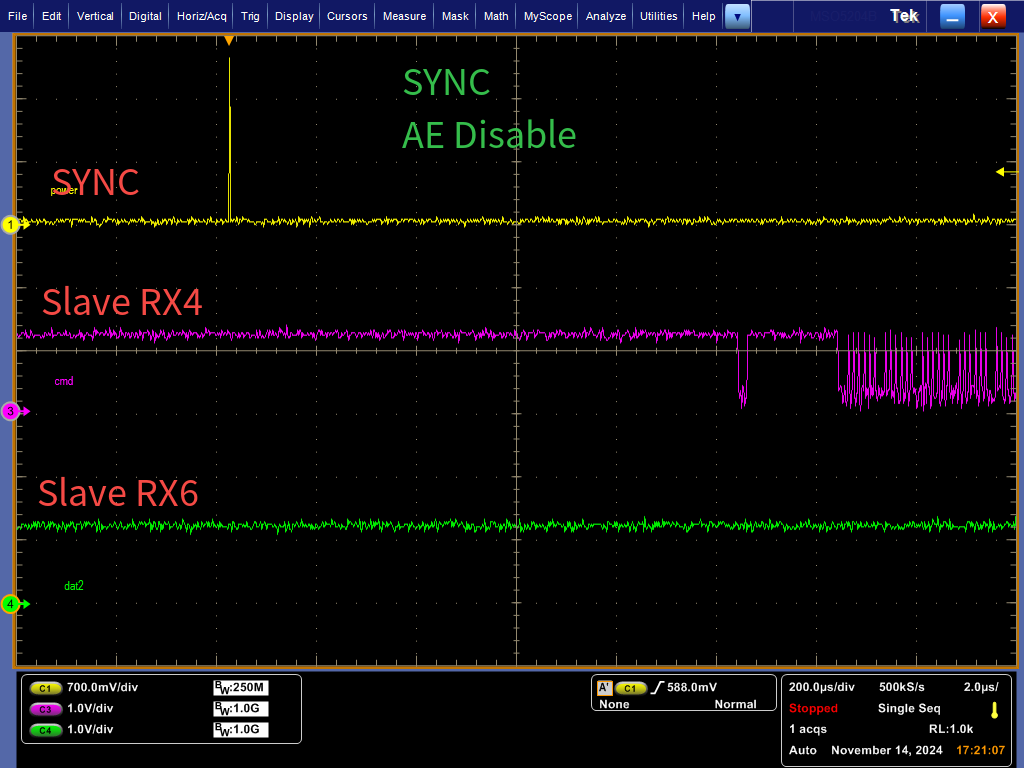 File Edit Vertical Digital Horiz/Acq Trig Display Cursors Measure Mask Math MyScope Analyze Utilities Help ▼ Tek X
SYNC
AE Disable
SYNC
power
1
Slave RX4
cmd
3
Slave RX6
dat2
4
C1 700.0mV/div BW:250M
C3 1.0V/div BW:1.0G
C4 1.0V/div BW:1.0G
A' C1 588.0mV
None Normal
200.0µs/div 500kS/s 2.0µs/
Stopped Single Seq
1 acqs RL:1.0k
Auto November 14, 2024 17:21:07